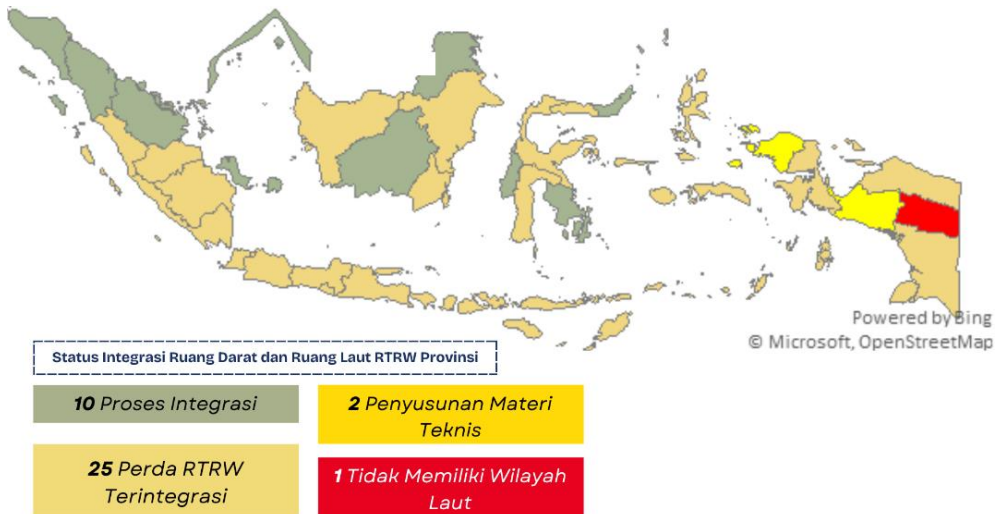 Powered by Bing
© Microsoft, OpenStreetMap
Status Integrasi Ruang Darat dan Ruang Laut RTRW Provinsi
10 Proses Integrasi
2 Penyusunan Materi
Teknis
25 Perda RTRW
Terintegrasi
1 Tidak Memiliki Wilayah
Laut